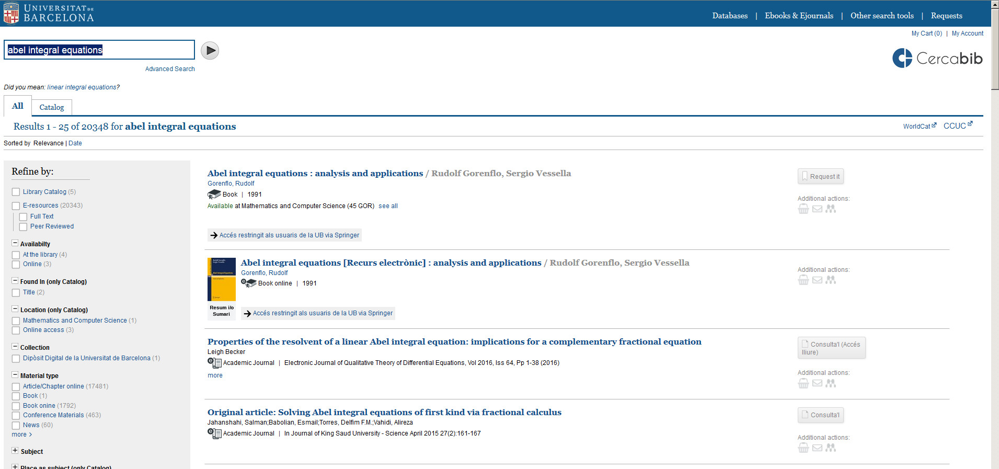 UNIVERSITAT DE
BARCELONA
Databases | Ebooks & Ejournals | Other search tools | Requests
My Cart (0) | My Account
abel integral equations
Cercabib
Advanced Search
Did you mean: linear integral equations?
All
Catalog
Results 1 - 25 of 20348 for abel integral equations
WorldCat
CCUC
Sorted by Relevance | Date
Refine by:
Library Catalog (5)
E-resources (20343)
Full Text
Peer Reviewed
Availabilty
At the library (4)
Online (3)
Found In (only Catalog)
Title (2)
Location (only Catalog)
Mathematics and Computer Science (1)
Online access (3)
Collection
Dipòsit Digital de la Universitat de Barcelona (1)
Material type
Article/Chapter online (17481)
Book (1)
Book onine (1792)
Conference Materials (463)
News (60)
more >
Subject
Place as subject (only Catalog)
Abel integral equations : analysis and applications / Rudolf Gorenflo, Sergio Vessella
Gorenflo, Rudolf
Book | 1991
Available at Mathematics and Computer Science (45 GOR) see all
Accés restringit als usuaris de la UB via Springer
Request it
Additional actions:
Abel integral equations [Recurs electrònic] : analysis and applications / Rudolf Gorenflo, Sergio Vessella
Gorenflo, Rudolf
Book online | 1991
Resum i/o
Sumari
Accés restringit als usuaris de la UB via Springer
Additional actions:
Properties of the resolvent of a linear Abel integral equation: implications for a complementary fractional equation
Leigh Becker
Academic Journal | Electronic Journal of Qualitative Theory of Differential Equations, Vol 2016, Iss 64, Pp 1-38 (2016)
more
Consulta'l (Accés
lliure)
Additional actions:
Original article: Solving Abel integral equations of first kind via fractional calculus
Jahanshahi, Salman;Babolian, Esmail;Torres, Delfim F.M.;Vahidi, Alireza
Academic Journal | In Journal of King Saud University - Science April 2015 27(2):161-167
Consulta'l
Additional actions: